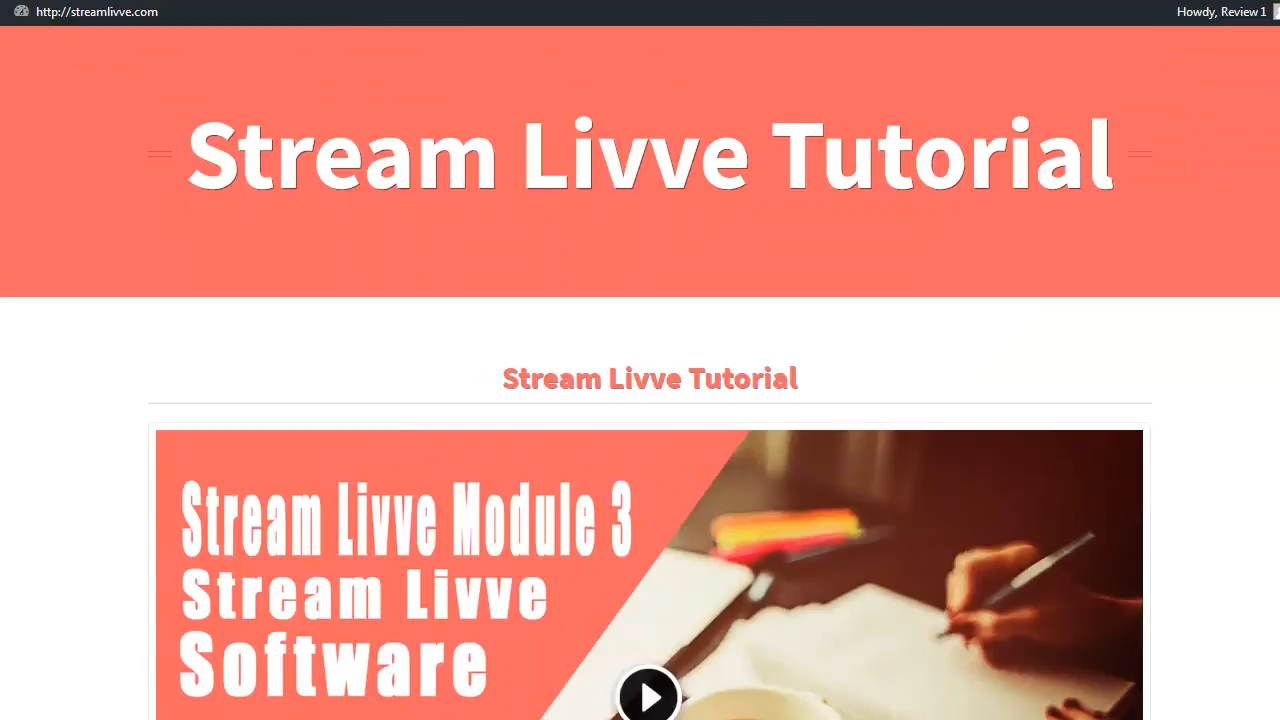 http://streamlivve.com
Howdy, Review 1
Stream Livve Tutorial
Stream Livve Tutorial
Stream Livve Module 3
Stream Livve
Software